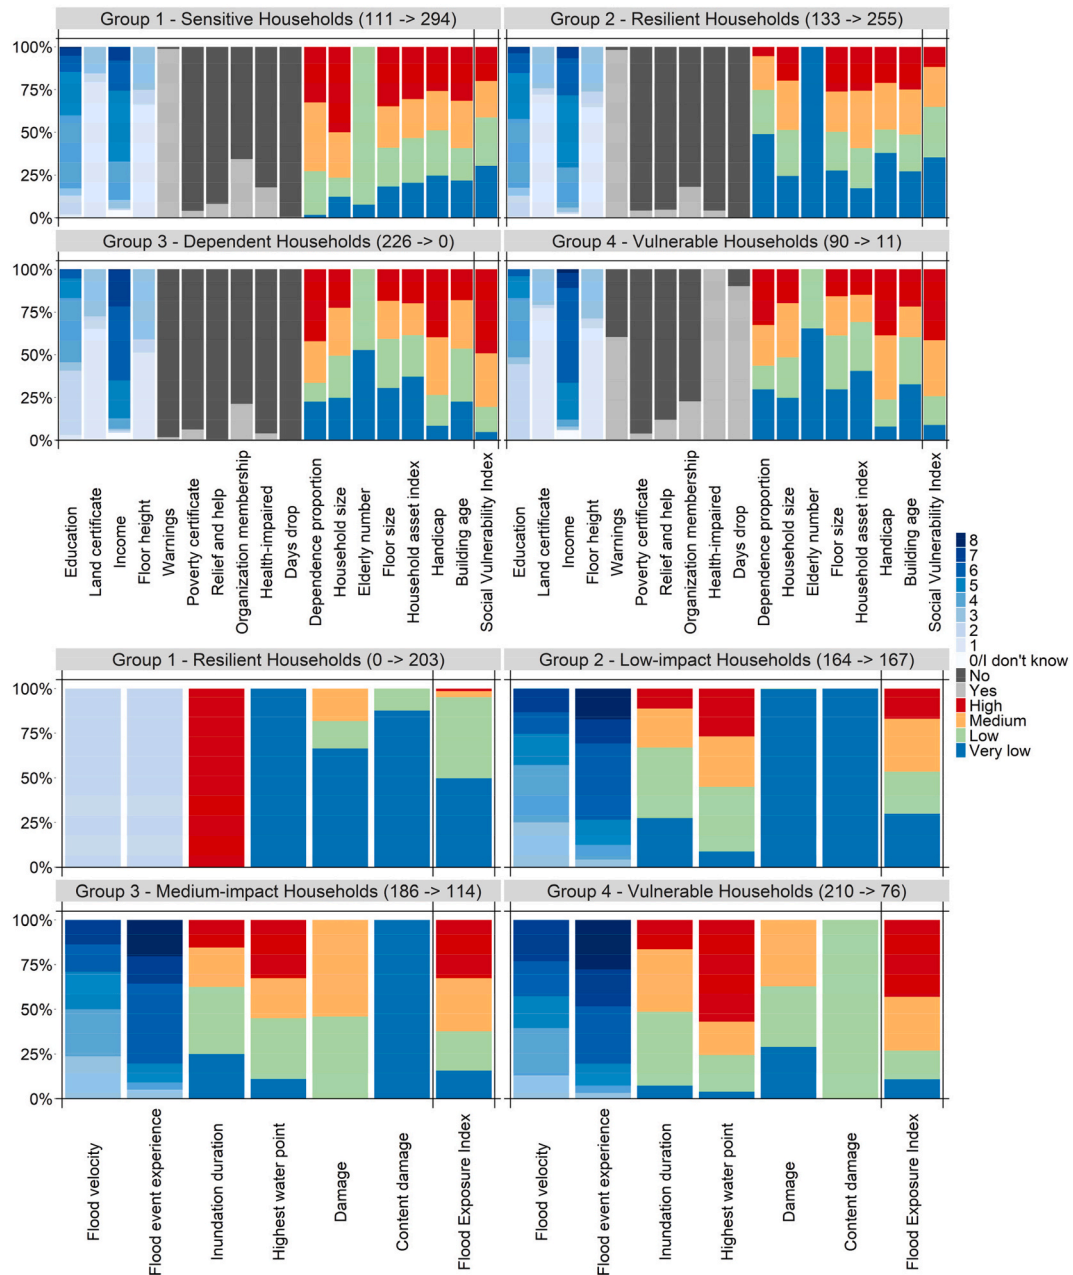 Group 1 - Sensitive Households (111 -> 294)
Group 2 - Resilient Households (133 -> 255)
100%
75%
50%
25%
0%
Group 3 - Dependent Households (226 -> 0)
Group 4 - Vulnerable Households (90 -> 11)
100%
75%
50%
25%
0%
Education
Land certificate
Income
Floor height
Warnings
Poverty certificate
Relief and help
Organization membership
Health-impaired
Days drop
Dependence proportion
Household size
Elderly number
Floor size
Household asset index
Handicap
Building age
Social Vulnerability Index
Education
Land certificate
Income
Floor height
Warnings
Poverty certificate
Relief and help
Organization membership
Health-impaired
Days drop
Dependence proportion
Household size
Elderly number
Floor size
Household asset index
Handicap
Building age
Social Vulnerability Index
8
7
6
5
4
3
2
1
0/I don't know
No
Yes
High
Medium
Low
Very low
Group 1 - Resilient Households (0 -> 203)
Group 2 - Low-impact Households (164 -> 167)
100%
75%
50%
25%
0%
Group 3 - Medium-impact Households (186 -> 114)
Group 4 - Vulnerable Households (210 -> 76)
100%
75%
50%
25%
0%
Flood velocity
Flood event experience
Inundation duration
Highest water point
Damage
Content damage
Flood Exposure Index
Flood velocity
Flood event experience
Inundation duration
Highest water point
Damage
Content damage
Flood Exposure Index